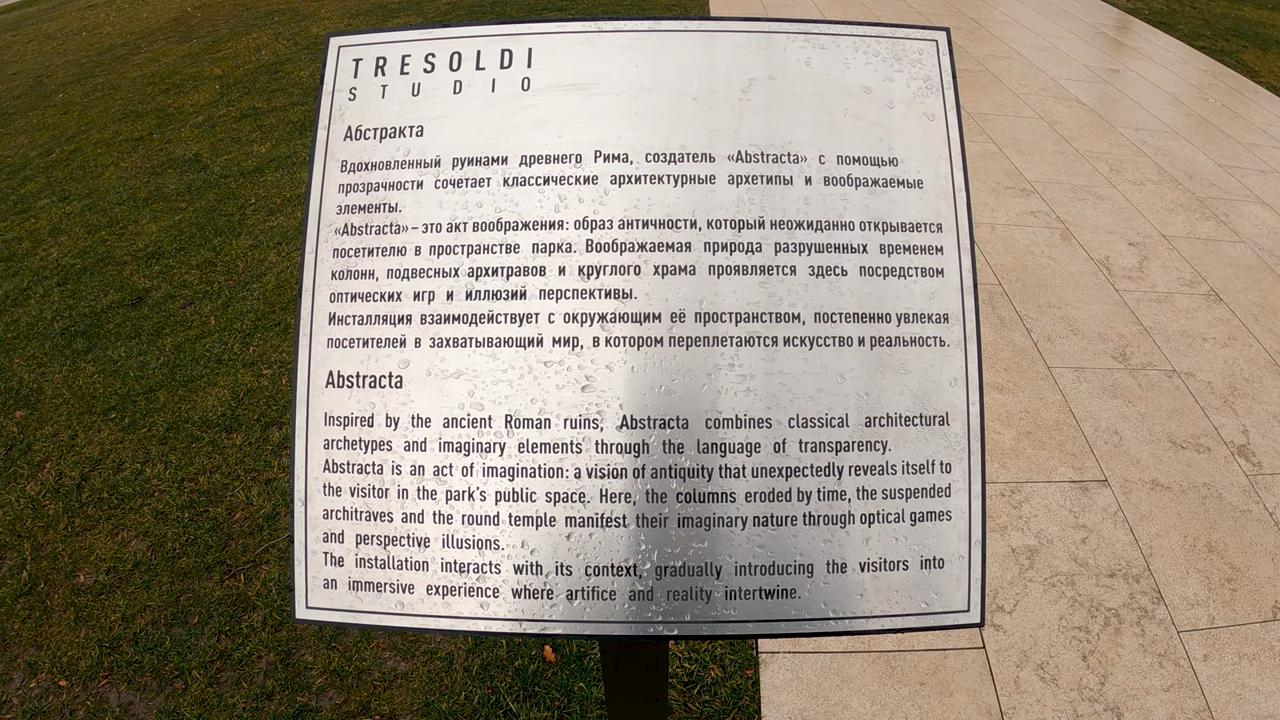 TRESOLDI
STUDIO
Абстракта
Вдохновленный руинами древнего Рима, создатель «Abstracta» с помощью
прозрачности сочетает классические архитектурные архетипы и воображаемые
элементы.
«Abstracta» – это акт воображения: образ античности, который неожиданно открывается
посетителю в пространстве парка. Воображаемая природа разрушенных временем
колонн, подвесных архитравов и круглого храма проявляется здесь посредством
оптических игр и иллюзий перспективы.
Инсталляция взаимодействует с окружающим её пространством, постепенно увлекая
посетителей в захватывающий мир, в котором переплетаются искусство и реальность.
Abstracta
Inspired by the ancient Roman ruins, Abstracta combines classical architectural
archetypes and imaginary elements through the language of transparency.
Abstracta is an act of imagination: a vision of antiquity that unexpectedly reveals itself to
the visitor in the park's public space. Here, the columns eroded by time, the suspended
architraves and the round temple manifest their imaginary nature through optical games
and perspective illusions.
The installation interacts with its context, gradually introducing the visitors into
an immersive experience where artifice and reality intertwine.